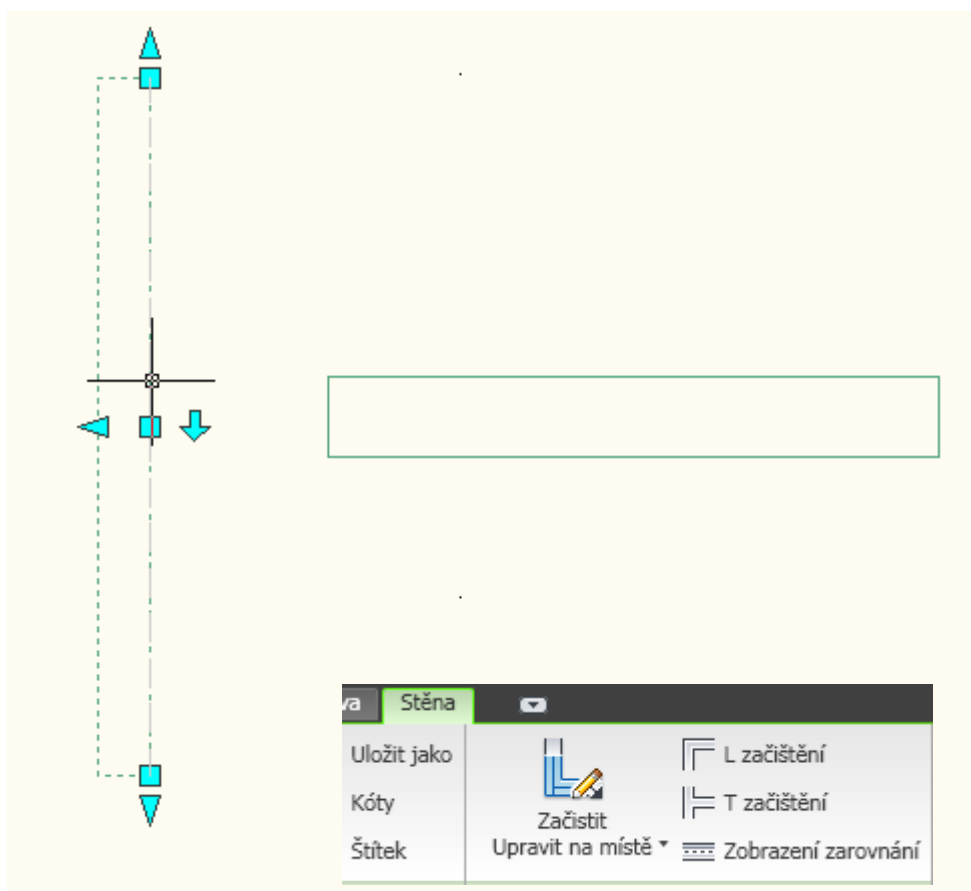 va Stěna
Uložit jako
Kóty
Štítek
Začistit
Upravit na místě
L začištění
T začištění
Zobrazení zarovnání